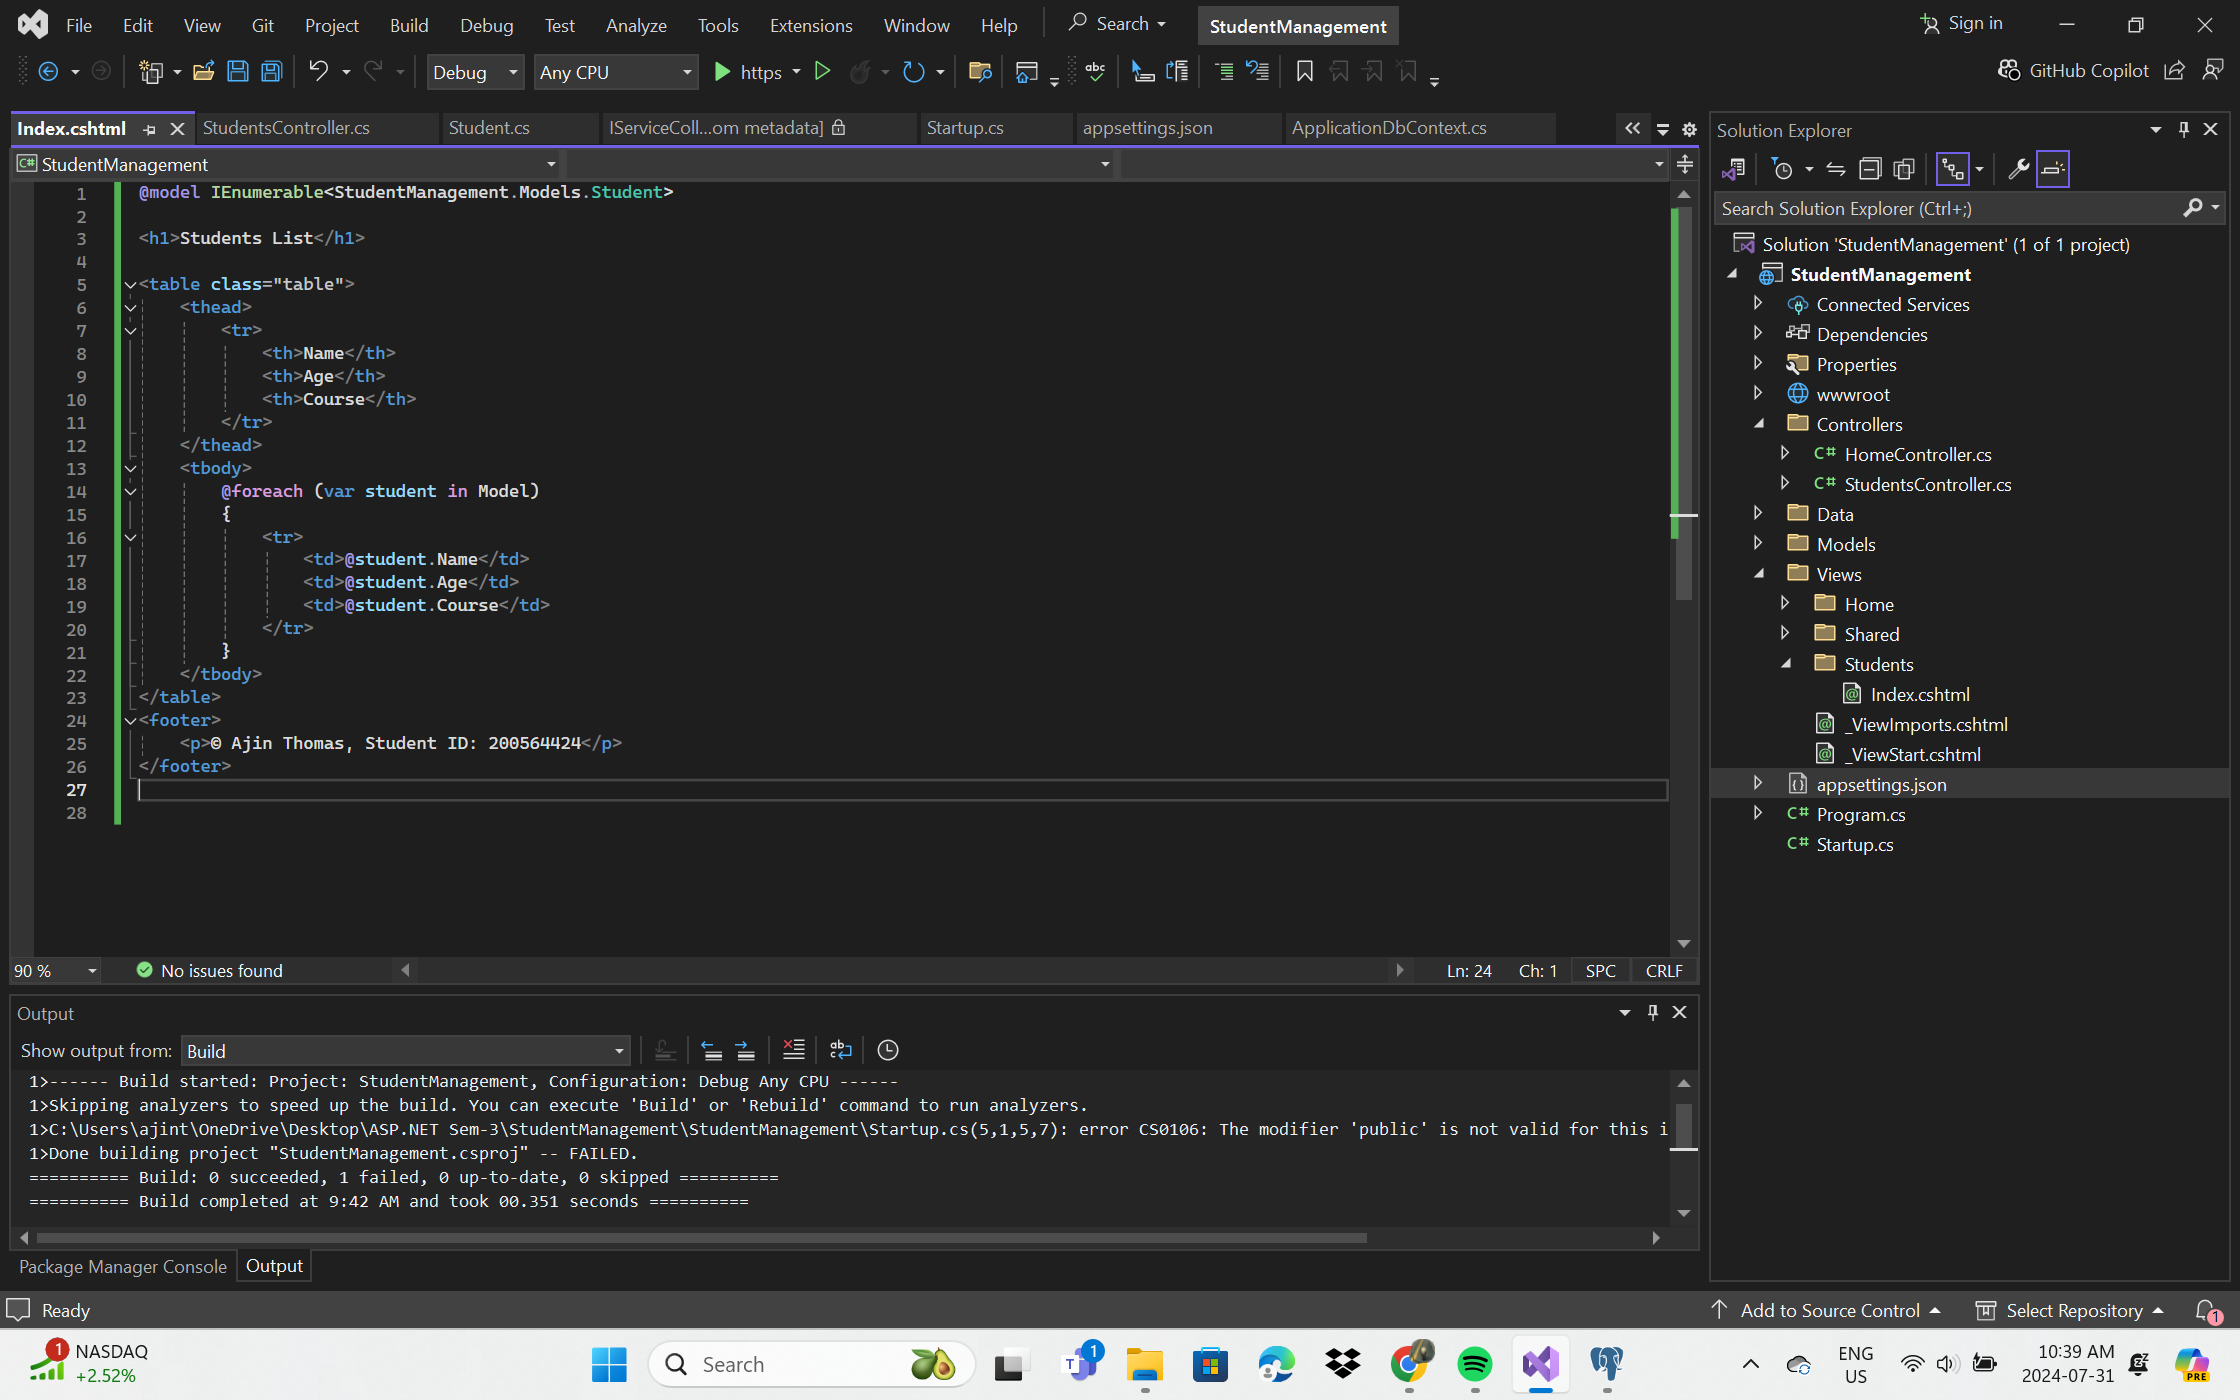 File Edit View Git Project Build Debug Test Analyze Tools Extensions Window Help Search StudentManagement Sign in
Debug Any CPU https GitHub Copilot
Index.cshtml StudentsController.cs Student.cs IServiceColl...om metadata] Startup.cs appsettings.json ApplicationDbContext.cs
C# StudentManagement
1 @model IEnumerable<StudentManagement.Models.Student>
2
3 <h1>Students List</h1>
4
5 <table class="table">
6 <thead>
7 <tr>
8 <th>Name</th>
9 <th>Age</th>
10 <th>Course</th>
11 </tr>
12 </thead>
13 <tbody>
14 @foreach (var student in Model)
15 {
16 <tr>
17 <td>@student.Name</td>
18 <td>@student.Age</td>
19 <td>@student.Course</td>
20 </tr>
21 }
22 </tbody>
23 </table>
24 <footer>
25 <p>© Ajin Thomas, Student ID: 200564424</p>
26 </footer>
27
28
90 % No issues found Ln: 24 Ch: 1 SPC CRLF
Output
Show output from: Build
1>------ Build started: Project: StudentManagement, Configuration: Debug Any CPU ------
1>Skipping analyzers to speed up the build. You can execute 'Build' or 'Rebuild' command to run analyzers.
1>C:\Users\ajint\OneDrive\Desktop\ASP.NET Sem-3\StudentManagement\StudentManagement\Startup.cs(5,1,5,7): error CS0106: The modifier 'public' is not valid for this i
1>Done building project "StudentManagement.csproj" -- FAILED.
========== Build: 0 succeeded, 1 failed, 0 up-to-date, 0 skipped ==========
========== Build completed at 9:42 AM and took 00.351 seconds ==========
Package Manager Console Output
Solution Explorer
Search Solution Explorer (Ctrl+;)
Solution 'StudentManagement' (1 of 1 project)
StudentManagement
Connected Services
Dependencies
Properties
wwwroot
Controllers
C# HomeController.cs
C# StudentsController.cs
Data
Models
Views
Home
Shared
Students
Index.cshtml
_ViewImports.cshtml
_ViewStart.cshtml
appsettings.json
C# Program.cs
C# Startup.cs
Ready Add to Source Control Select Repository 1
1 NASDAQ
+2.52%
Search
T 1
PRE
ENG
US
10:39 AM
2024-07-31